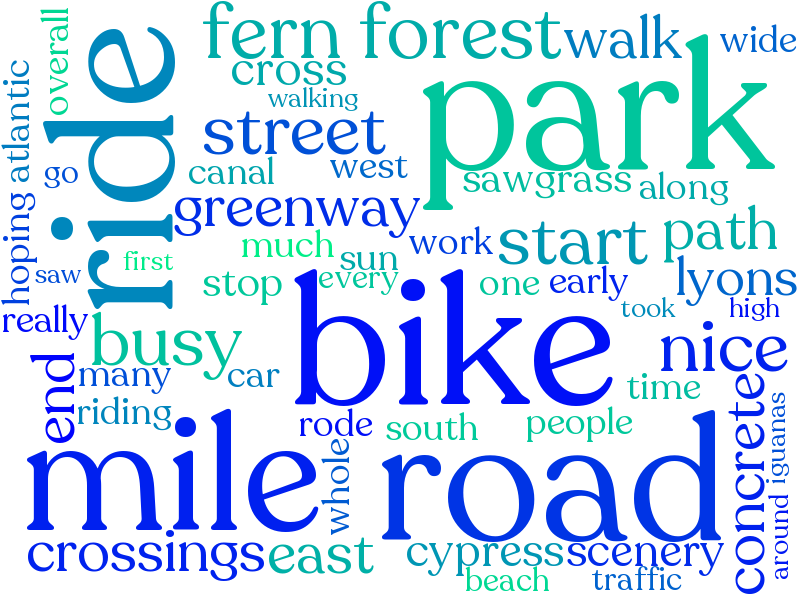 overall
ride
fern forest
walk
wide
cross
walking
park
hoping atlantic
street
go
canal
west
sawgrass
along
greenway
saw
first
much
sun
work
start
path
stop
every
one
early
lyons
took
high
really
busy
bike
nice
end
many
car
riding
time
rode
south
people
concrete
iguanas
mile
whole
road
around
crossings
east
cypress
scenery
beach
traffic